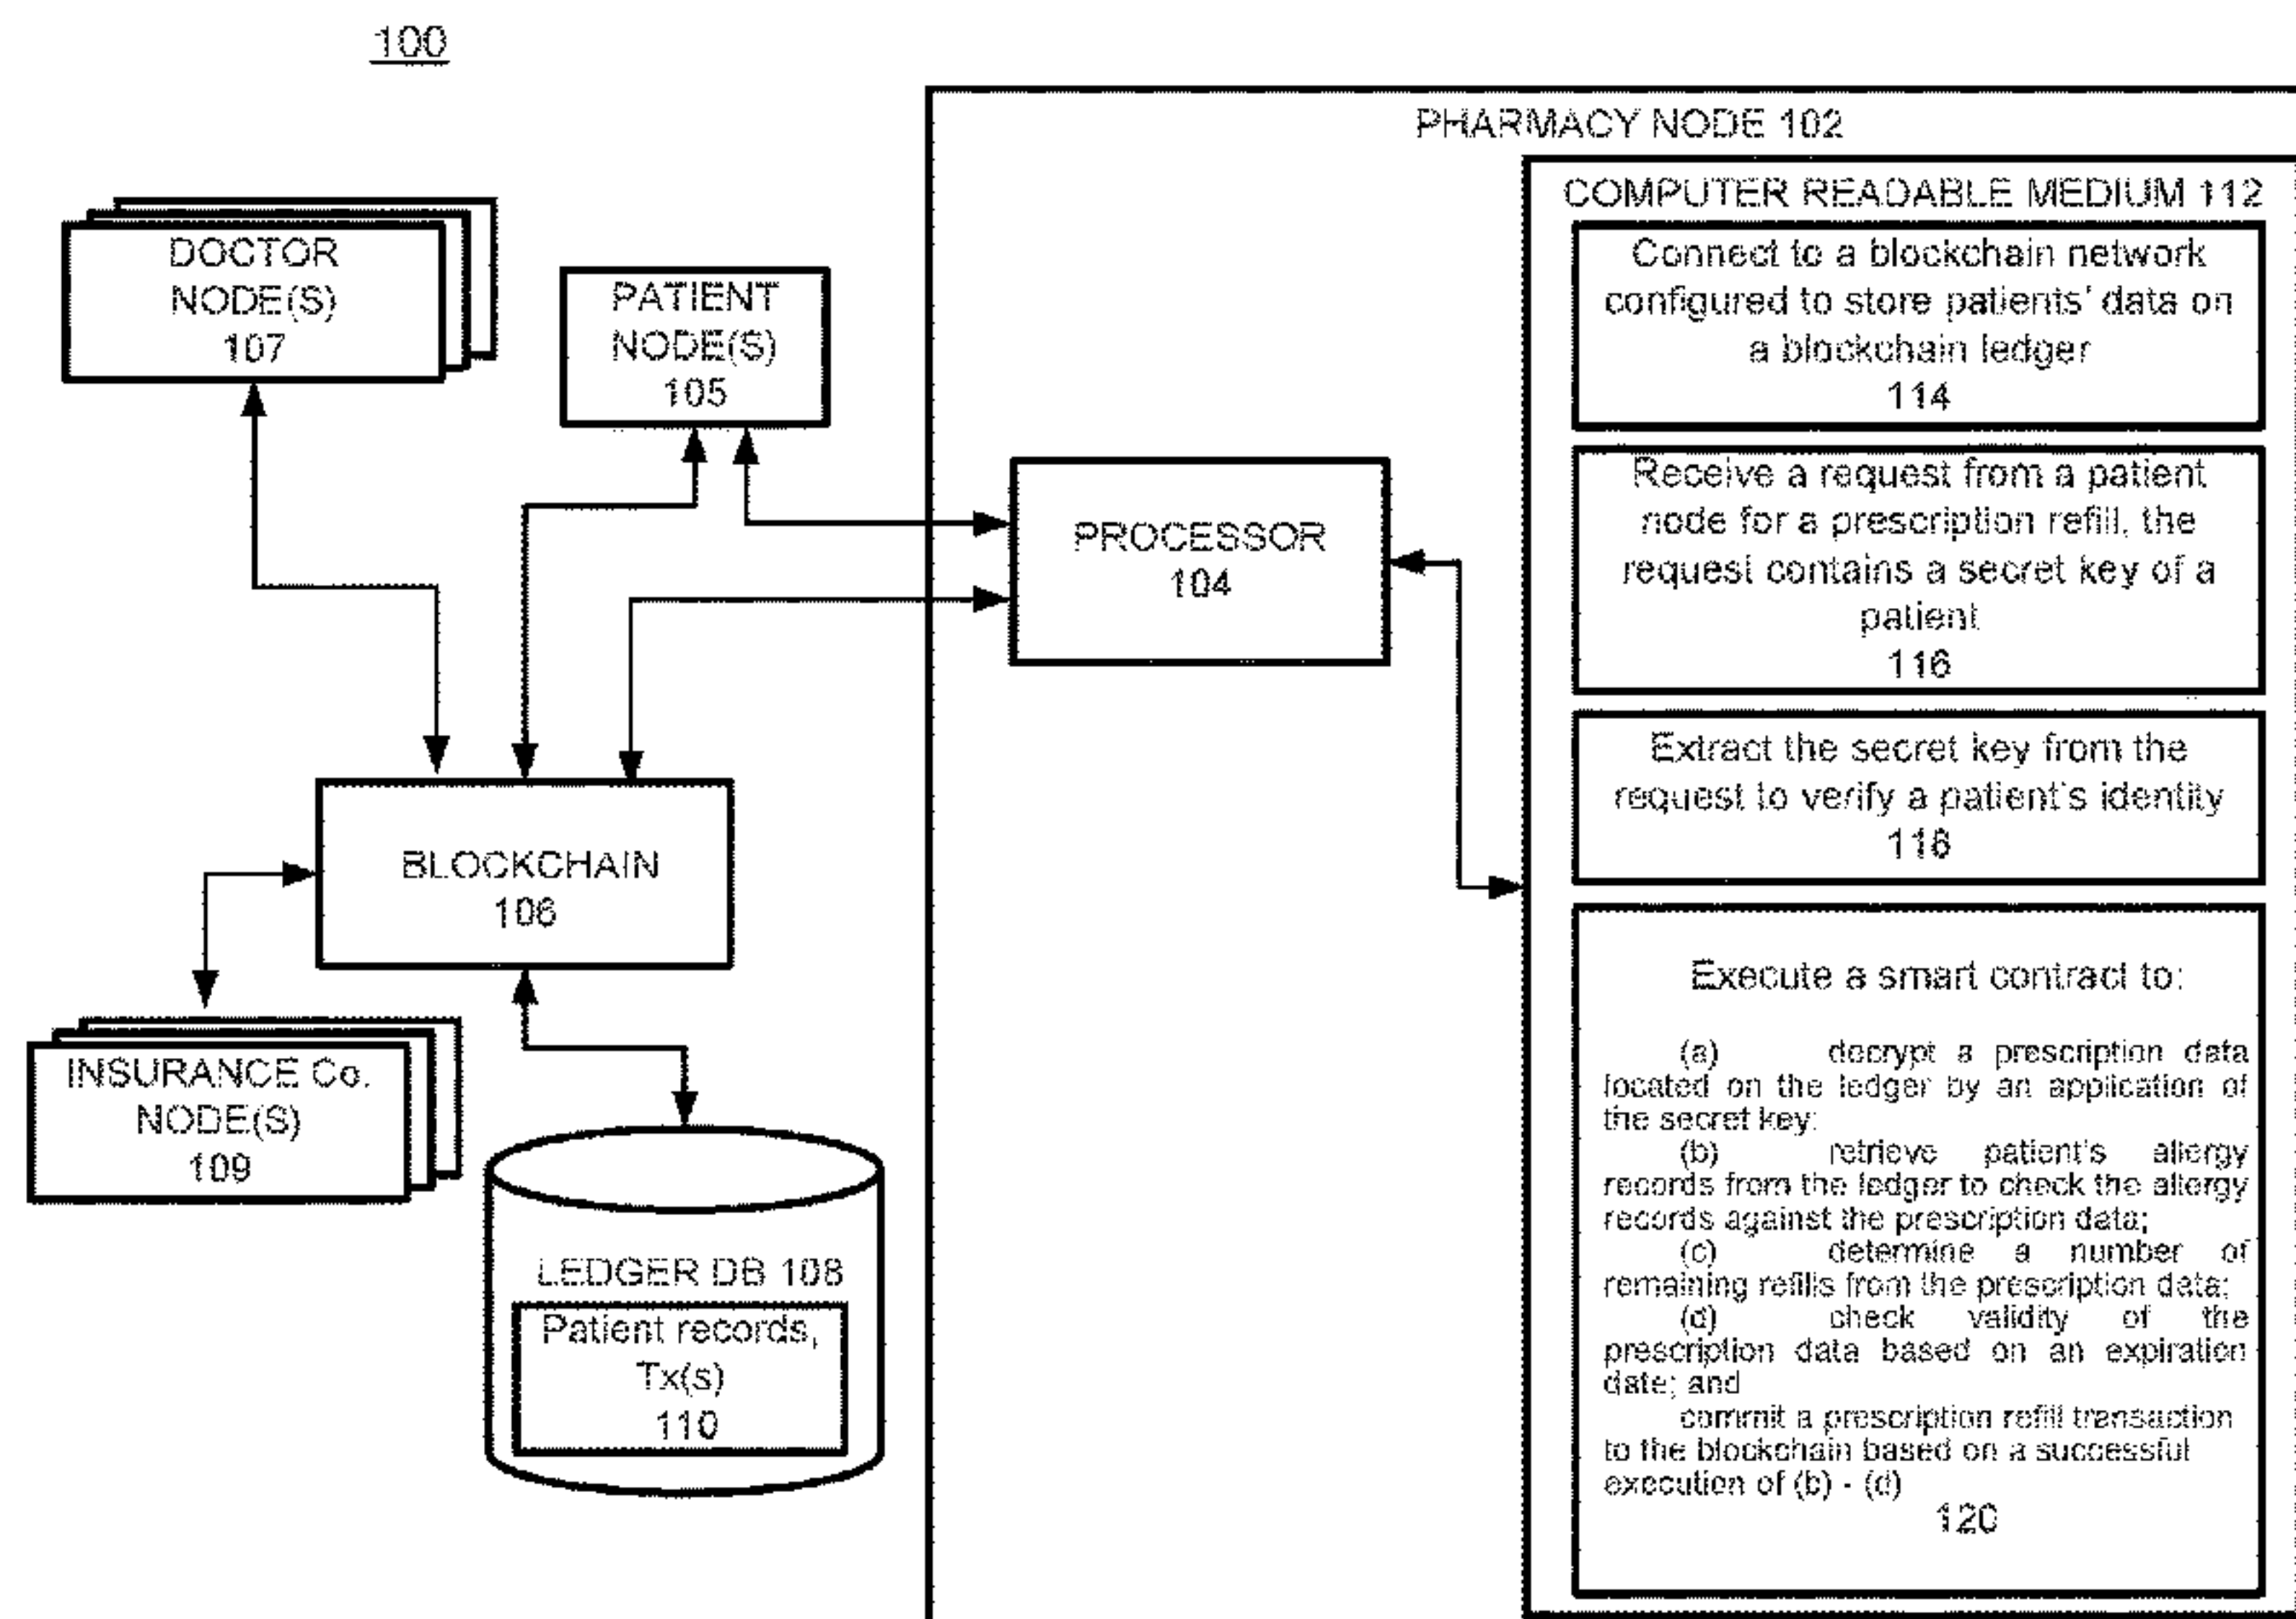 100
PHARMACY NODE 102
COMPUTER READABLE MEDIUM 112
DOCTOR
NODE(S)
107
PATIENT
NODE(S)
105
Connect to a blockchain network
configured to store patients' data on
a blockchain ledger
114
Receive a request from a patient
node for a prescription refill, the
request contains a secret key of a
patient
116
PROCESSOR
104
Extract the secret key from the
request to verify a patient's identity
118
BLOCKCHAIN
106
INSURANCE Co.
NODE(S)
109
LEDGER DB 108
Patient records,
Tx(s)
110
Execute a smart contract to:
(a) decrypt a prescription data
located on the ledger by an application of
the secret key;
(b) retrieve patient's allergy
records from the ledger to check the allergy
records against the prescription data;
(c) determine a number of
remaining refills from the prescription data;
(d) check validity of the
prescription data based on an expiration
date; and
commit a prescription refill transaction
to the blockchain based on a successful
execution of (b) - (d)
120